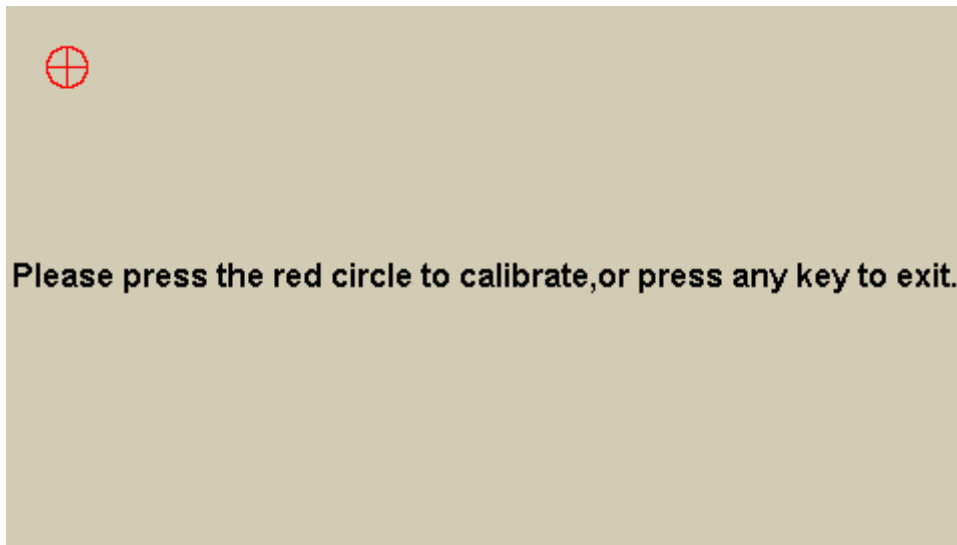 Please press the red circle to calibrate,or press any key to exit.